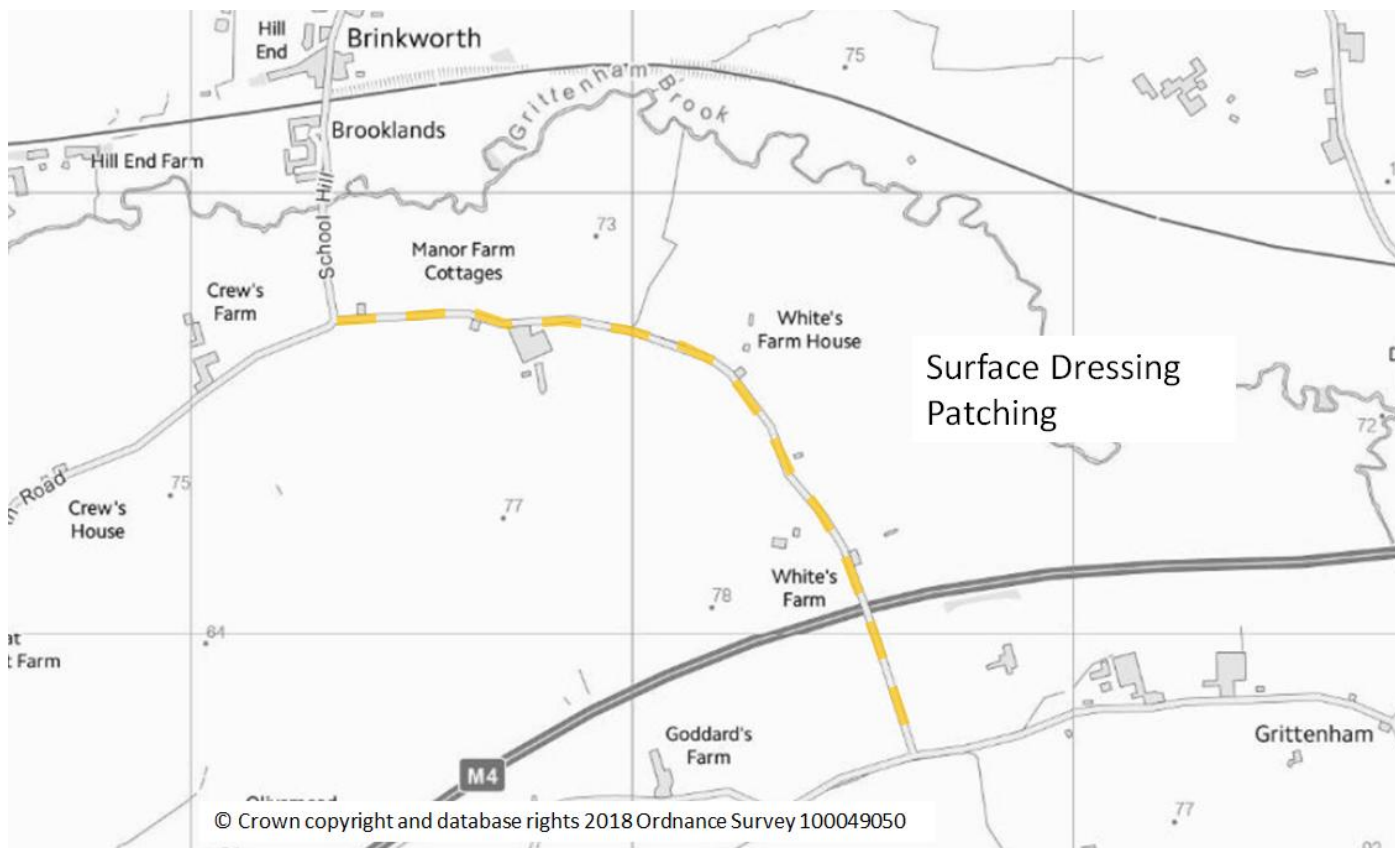 Hill
End
Brinkworth
75
Grittenham Brook
Brooklands
Hill End Farm
School Hill
73
Manor Farm
Cottages
Crew's
Farm
White's
Farm House
Surface Dressing
Patching
72
Road
75
Crew's
House
77
White's
Farm
78
64
Farm
Goddard's
Farm
Grittenham
M4
77
© Crown copyright and database rights 2018 Ordnance Survey 100049050